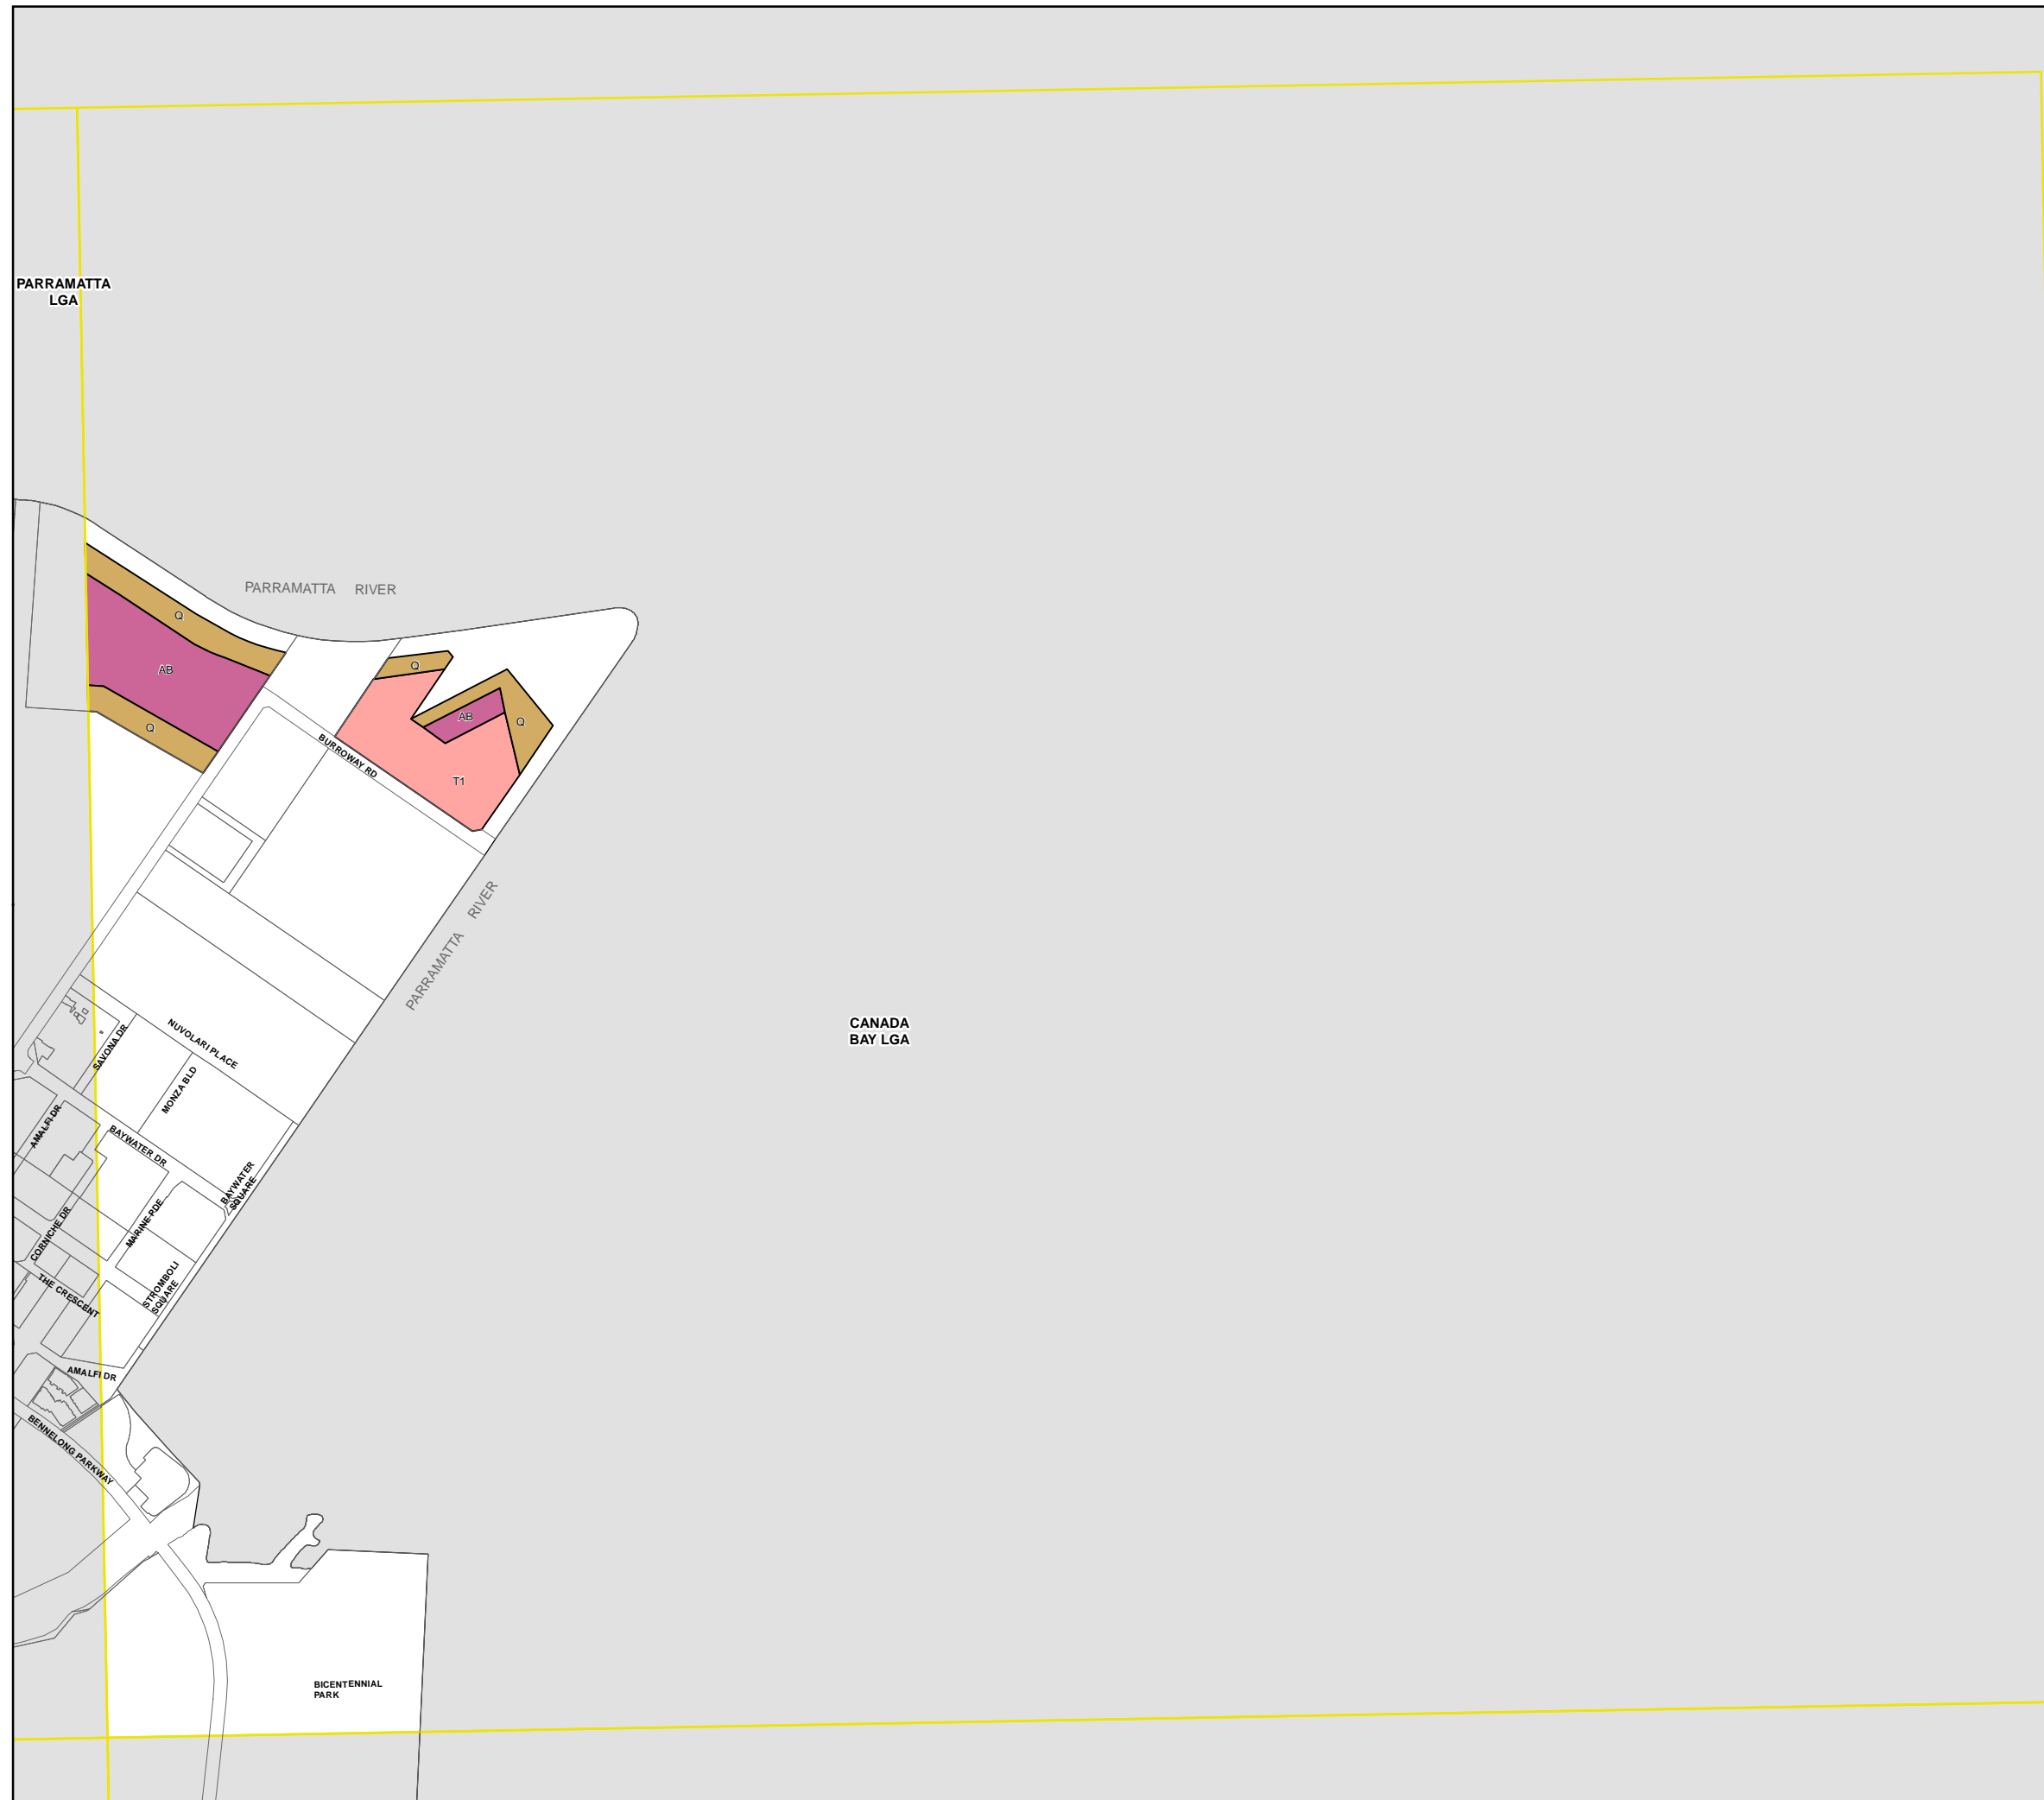 PARRAMATTA
LGA
PARRAMATTA RIVER
Q
AB
Q
Q
AB
Q
T1
BURROWAY RD
PARRAMATTA RIVER
CANADA
BAY LGA
NUVOLARI PLACE
SAVONA DR
MONZA BLD
AMALFI DR
BAYWATER DR
BAYWATER
SQUARE
MARINE PDE
CORNICHE DR
STROMBOLI
SQUARE
THE CRESCENT
AMALFI DR
BENNELONG PARKWAY
BICENTENNIAL
PARK